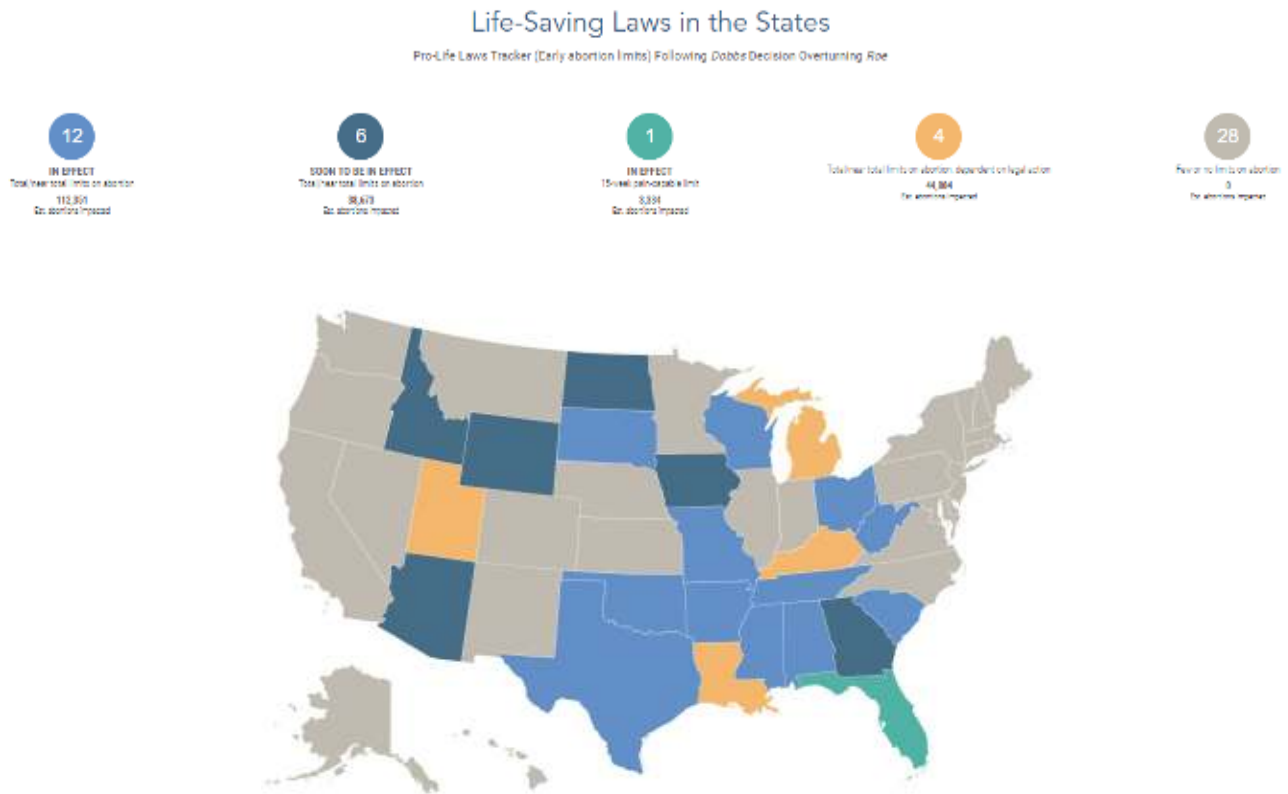 Life-Saving Laws in the States
Pro-Life Laws Tracker (Early abortion limits) Following Dobbs Decision Overturning Roe
12
IN EFFECT
Total/near total limits on abortion
112,351
Est. abortions impacted
6
SOON TO BE IN EFFECT
Total/near total limits on abortion
38,673
Est. abortions impacted
1
IN EFFECT
15-week pain-capable limit
Est. abortions impacted
4
Total/near total limits on abortion, dependent on legal action
Est. abortions impacted
28
Few or no limits on abortion
0
Est. abortions impacted